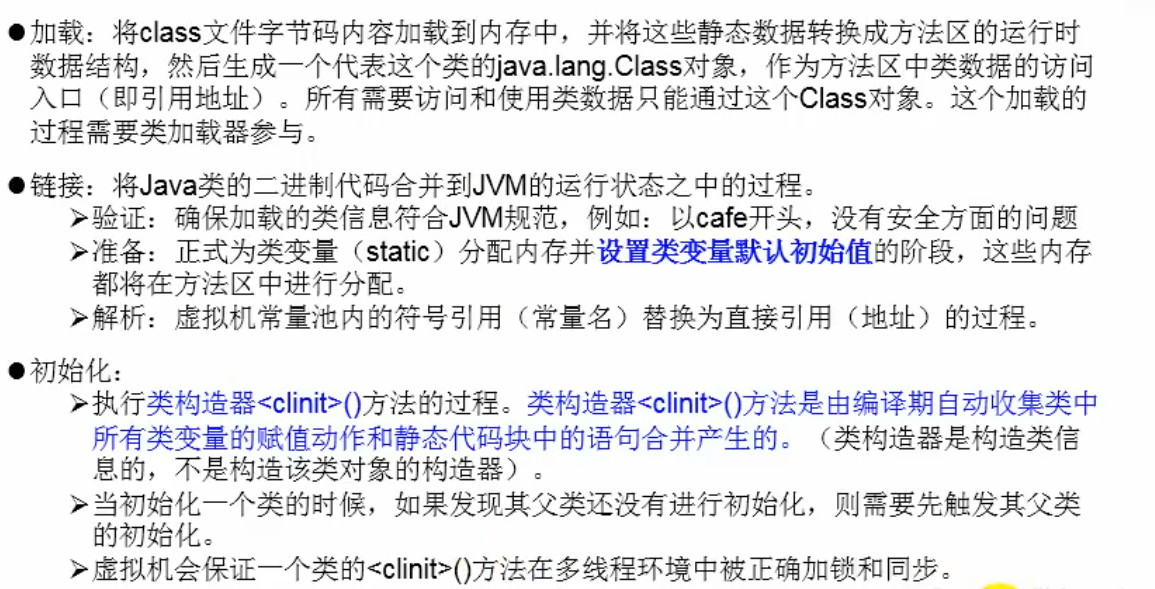 ●加载：将class文件字节码内容加载到内存中，并将这些静态数据转换成方法区的运行时
数据结构，然后生成一个代表这个类的java.lang.Class对象，作为方法区中类数据的访问
入口（即引用地址）。所有需要访问和使用类数据只能通过这个Class对象。这个加载的
过程需要类加载器参与。
●链接：将Java类的二进制代码合并到JVM的运行状态之中的过程。
➢验证：确保加载的类信息符合JVM规范，例如：以cafe开头，没有安全方面的问题
➢准备：正式为类变量（static）分配内存并设置类变量默认初始值的阶段，这些内存
都将在方法区中进行分配。
➢解析：虚拟机常量池内的符号引用（常量名）替换为直接引用（地址）的过程。
●初始化：
➢执行类构造器<clinit>()方法的过程。类构造器<clinit>()方法是由编译期自动收集类中
所有类变量的赋值动作和静态代码块中的语句合并产生的。（类构造器是构造类信
息的，不是构造该类对象的构造器）。
➢当初始化一个类的时候，如果发现其父类还没有进行初始化，则需要先触发其父类
的初始化。
➢虚拟机会保证一个类的<clinit>()方法在多线程环境中被正确加锁和同步。